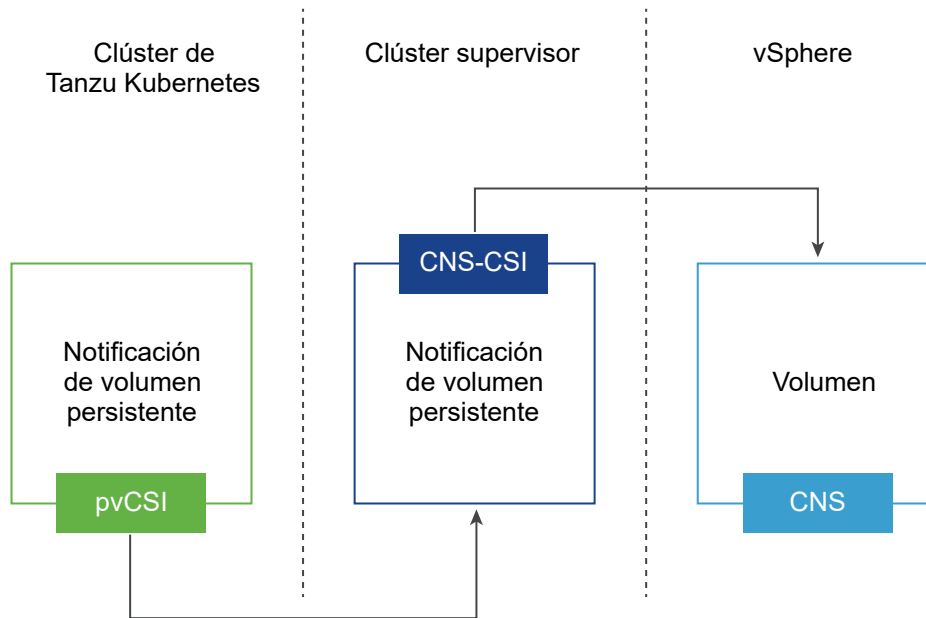 Clúster de
Tanzu Kubernetes
Clúster supervisor
vSphere
CNS-CSI
Notificación
de volumen
persistente
Notificación
de volumen
persistente
Volumen
pvCSI
CNS